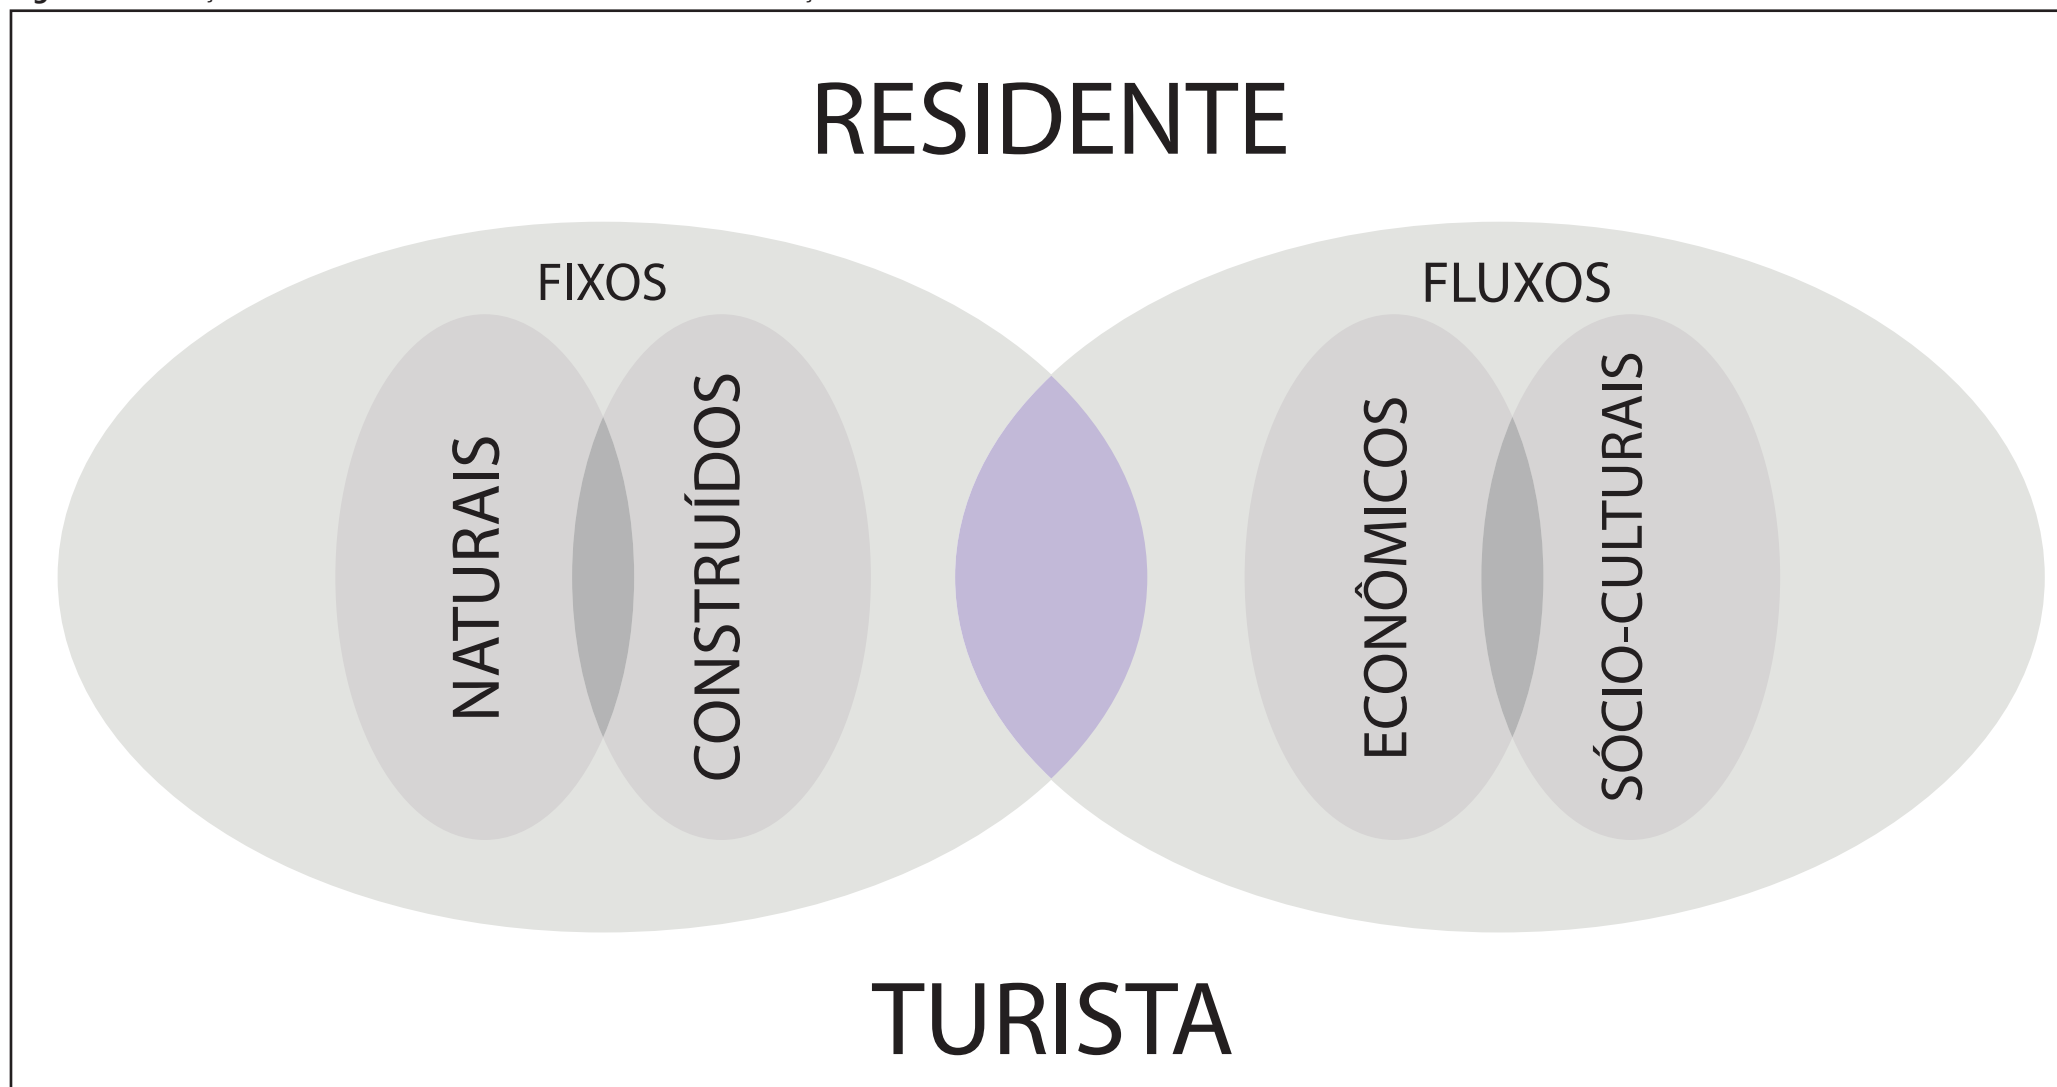 RESIDENTE
FIXOS
FLUXOS
NATURAIS
CONSTRUÍDOS
ECONÔMICOS
SÓCIO-CULTURAIS
TURISTA